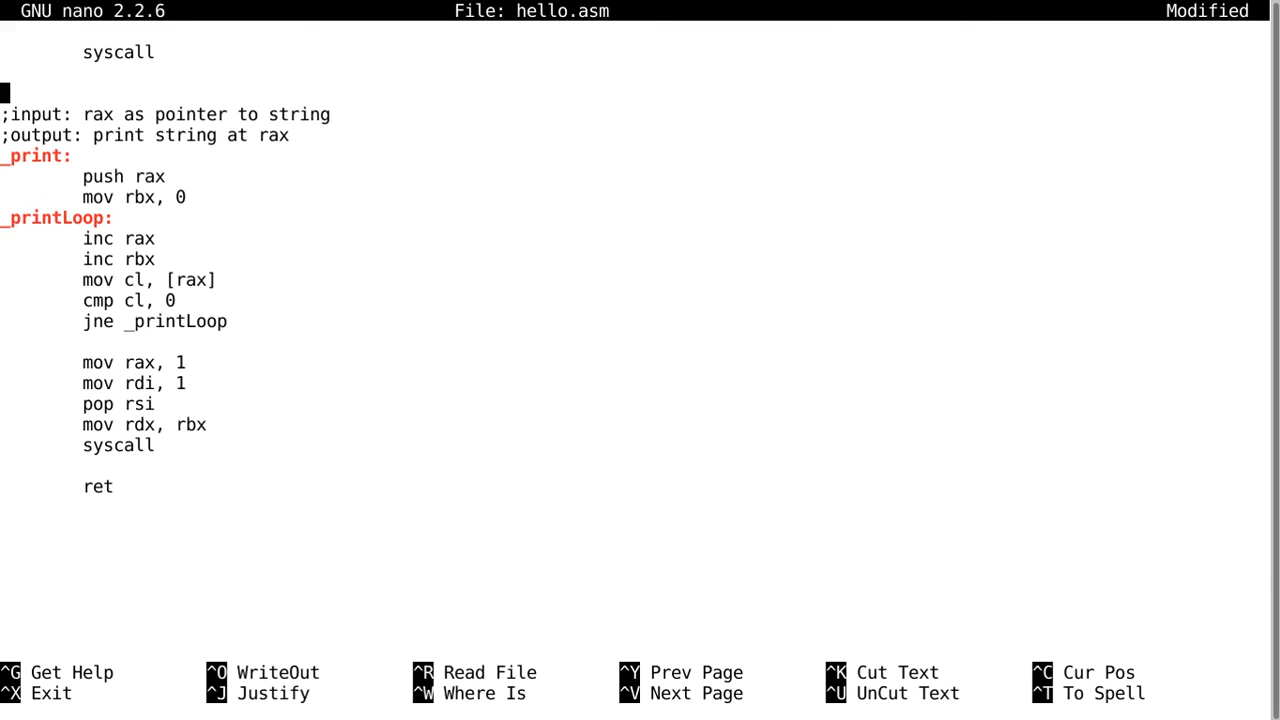 GNU nano 2.2.6 File: hello.asm Modified
syscall
;input: rax as pointer to string
;output: print string at rax
_print:
push rax
mov rbx, 0
_printLoop:
inc rax
inc rbx
mov cl, [rax]
cmp cl, 0
jne _printLoop
mov rax, 1
mov rdi, 1
pop rsi
mov rdx, rbx
syscall
ret
^G Get Help ^O WriteOut ^R Read File ^Y Prev Page ^K Cut Text ^C Cur Pos
^X Exit ^J Justify ^W Where Is ^V Next Page ^U UnCut Text ^T To Spell